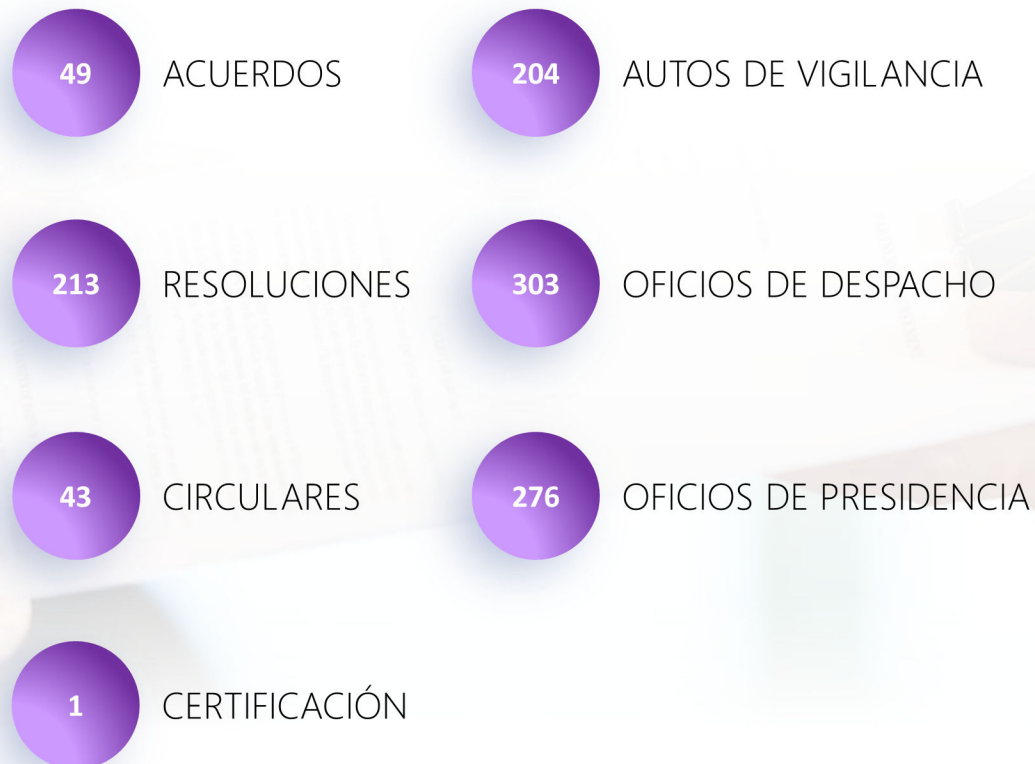 49 ACUERDOS
204 AUTOS DE VIGILANCIA
213 RESOLUCIONES
303 OFICIOS DE DESPACHO
43 CIRCULARES
276 OFICIOS DE PRESIDENCIA
1 CERTIFICACIÓN